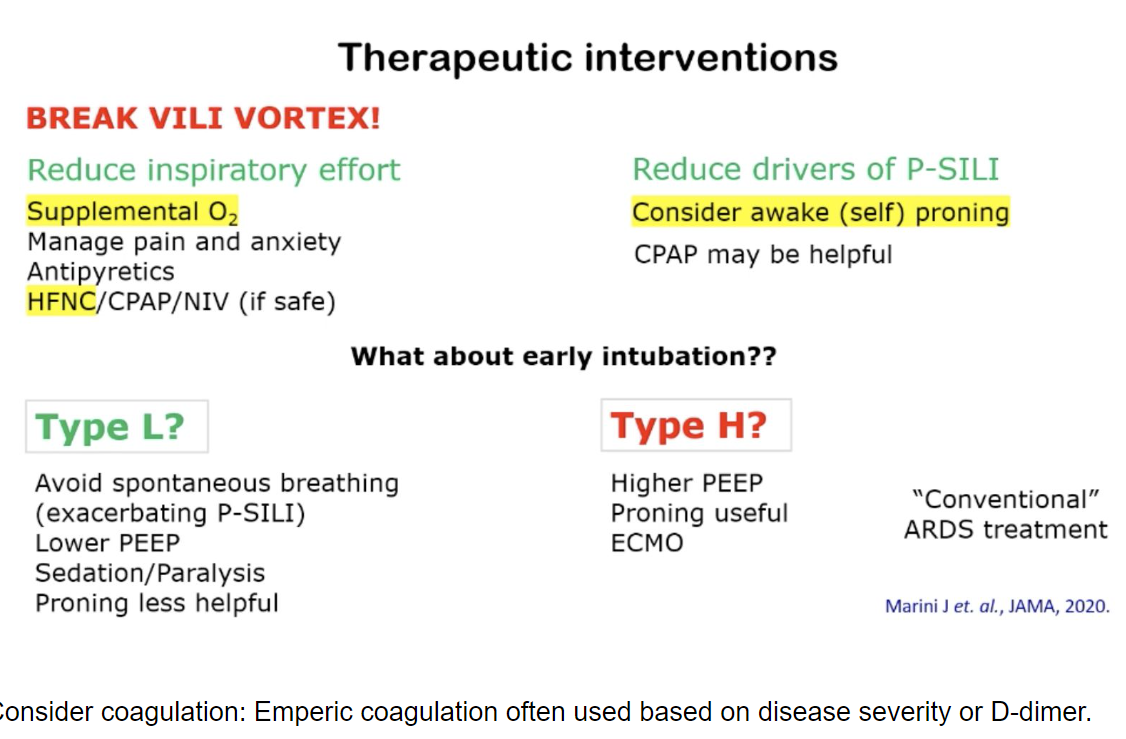 Therapeutic interventions
BREAK VILI VORTEX!
Reduce inspiratory effort
Supplemental O₂
Manage pain and anxiety
Antipyretics
HFNC/CPAP/NIV (if safe)
Reduce drivers of P-SILI
Consider awake (self) proning
CPAP may be helpful
What about early intubation??
Type L?
Avoid spontaneous breathing
(exacerbating P-SILI)
Lower PEEP
Sedation/Paralysis
Proning less helpful
Type H?
Higher PEEP
Proning useful
ECMO
“Conventional”
ARDS treatment
Marini J et. al., JAMA, 2020.
Consider coagulation: Emperic coagulation often used based on disease severity or D-dimer.